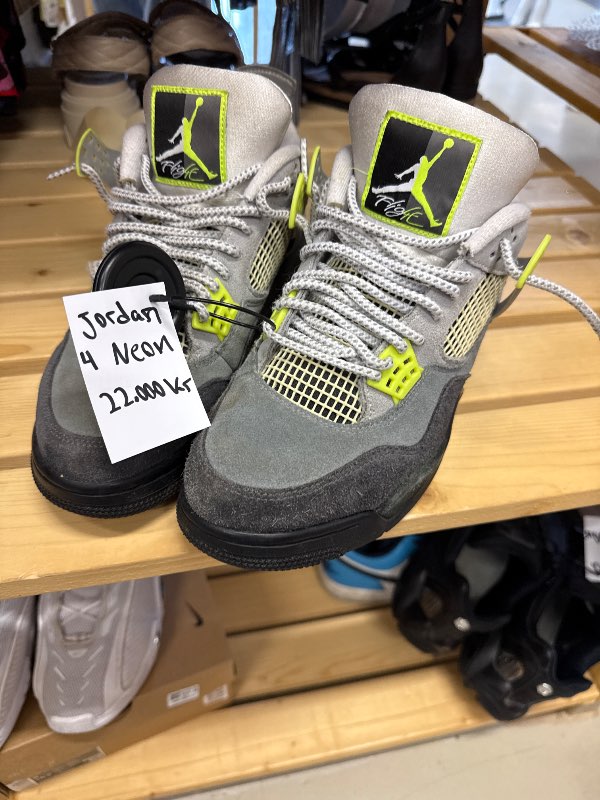 Flight
Flight
Jordan
4 Neon
22.000 Kr